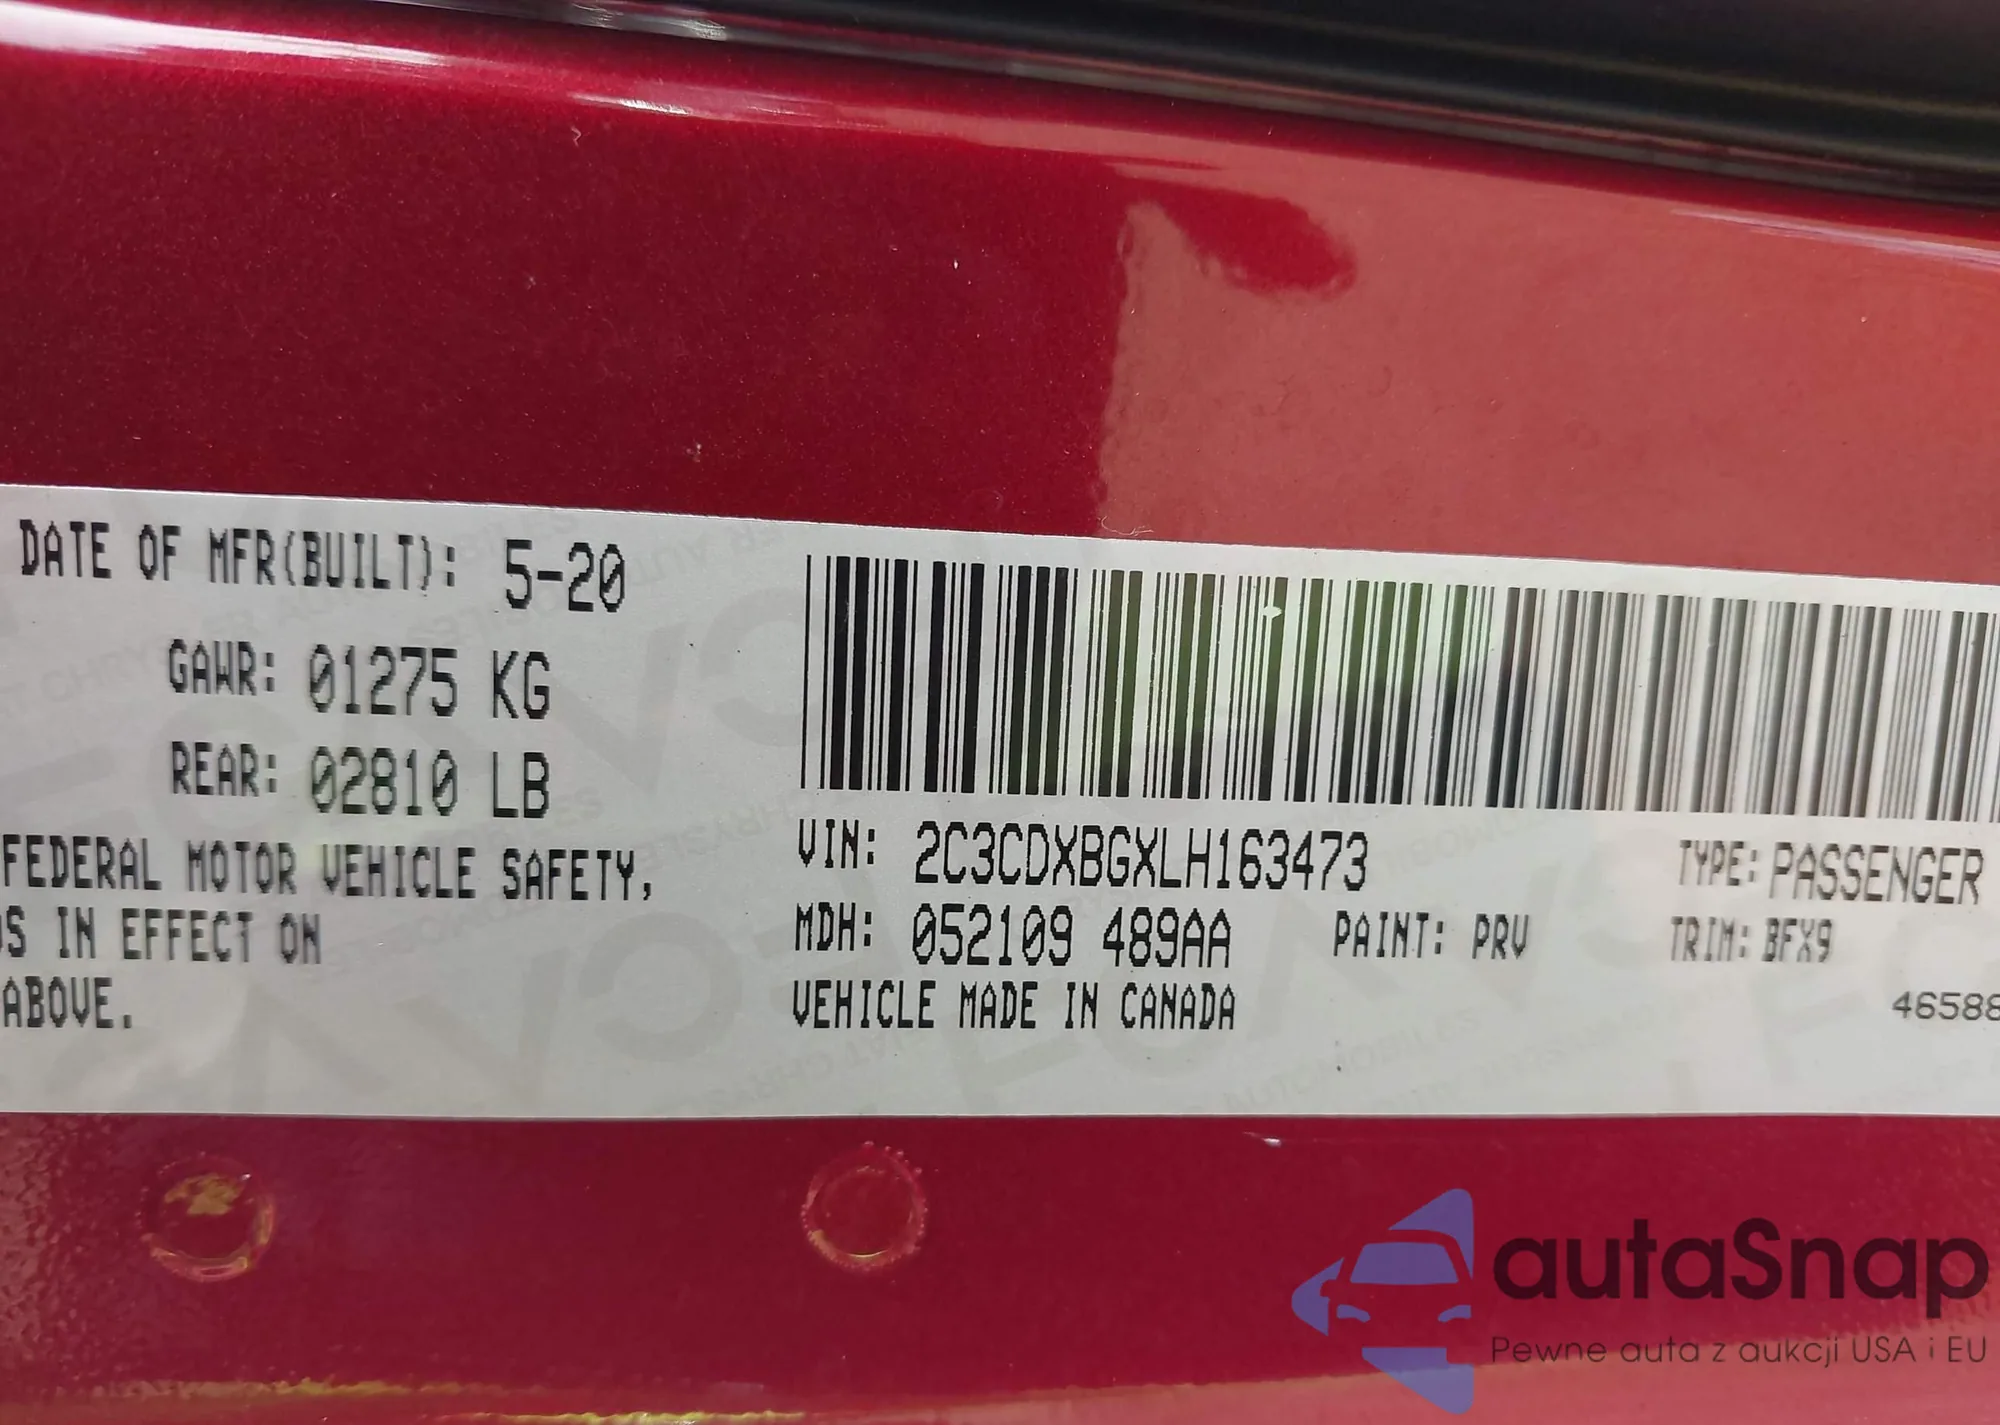 DATE OF MFR(BUILT): 5-20
GAWR: 01275 KG
REAR: 02810 LB
FEDERAL MOTOR VEHICLE SAFETY,
S IN EFFECT ON
ABOVE.
VIN: 2C3CDXBGXLH163473
TYPE: PASSENGER
MDH: 052109 489AA
PAINT: PRV
TRIM: BFX9
VEHICLE MADE IN CANADA
46588
autaSnap
Pewne auta z aukcji USA i EU